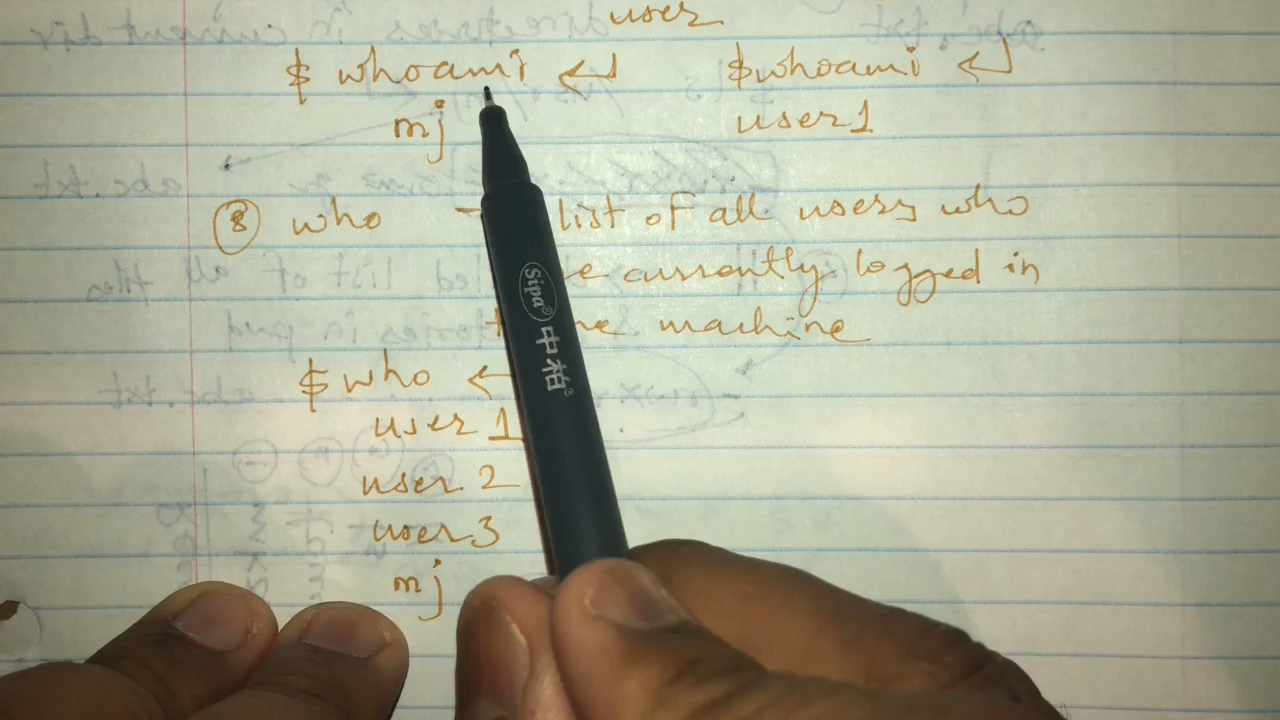 user
$ whoami ↵ $whoami ↵
mj user1
⑧ who - list of all users who
currently logged in
machine
$ who ←
user 1
user 2
user3
mj
Sipa® 中柏®